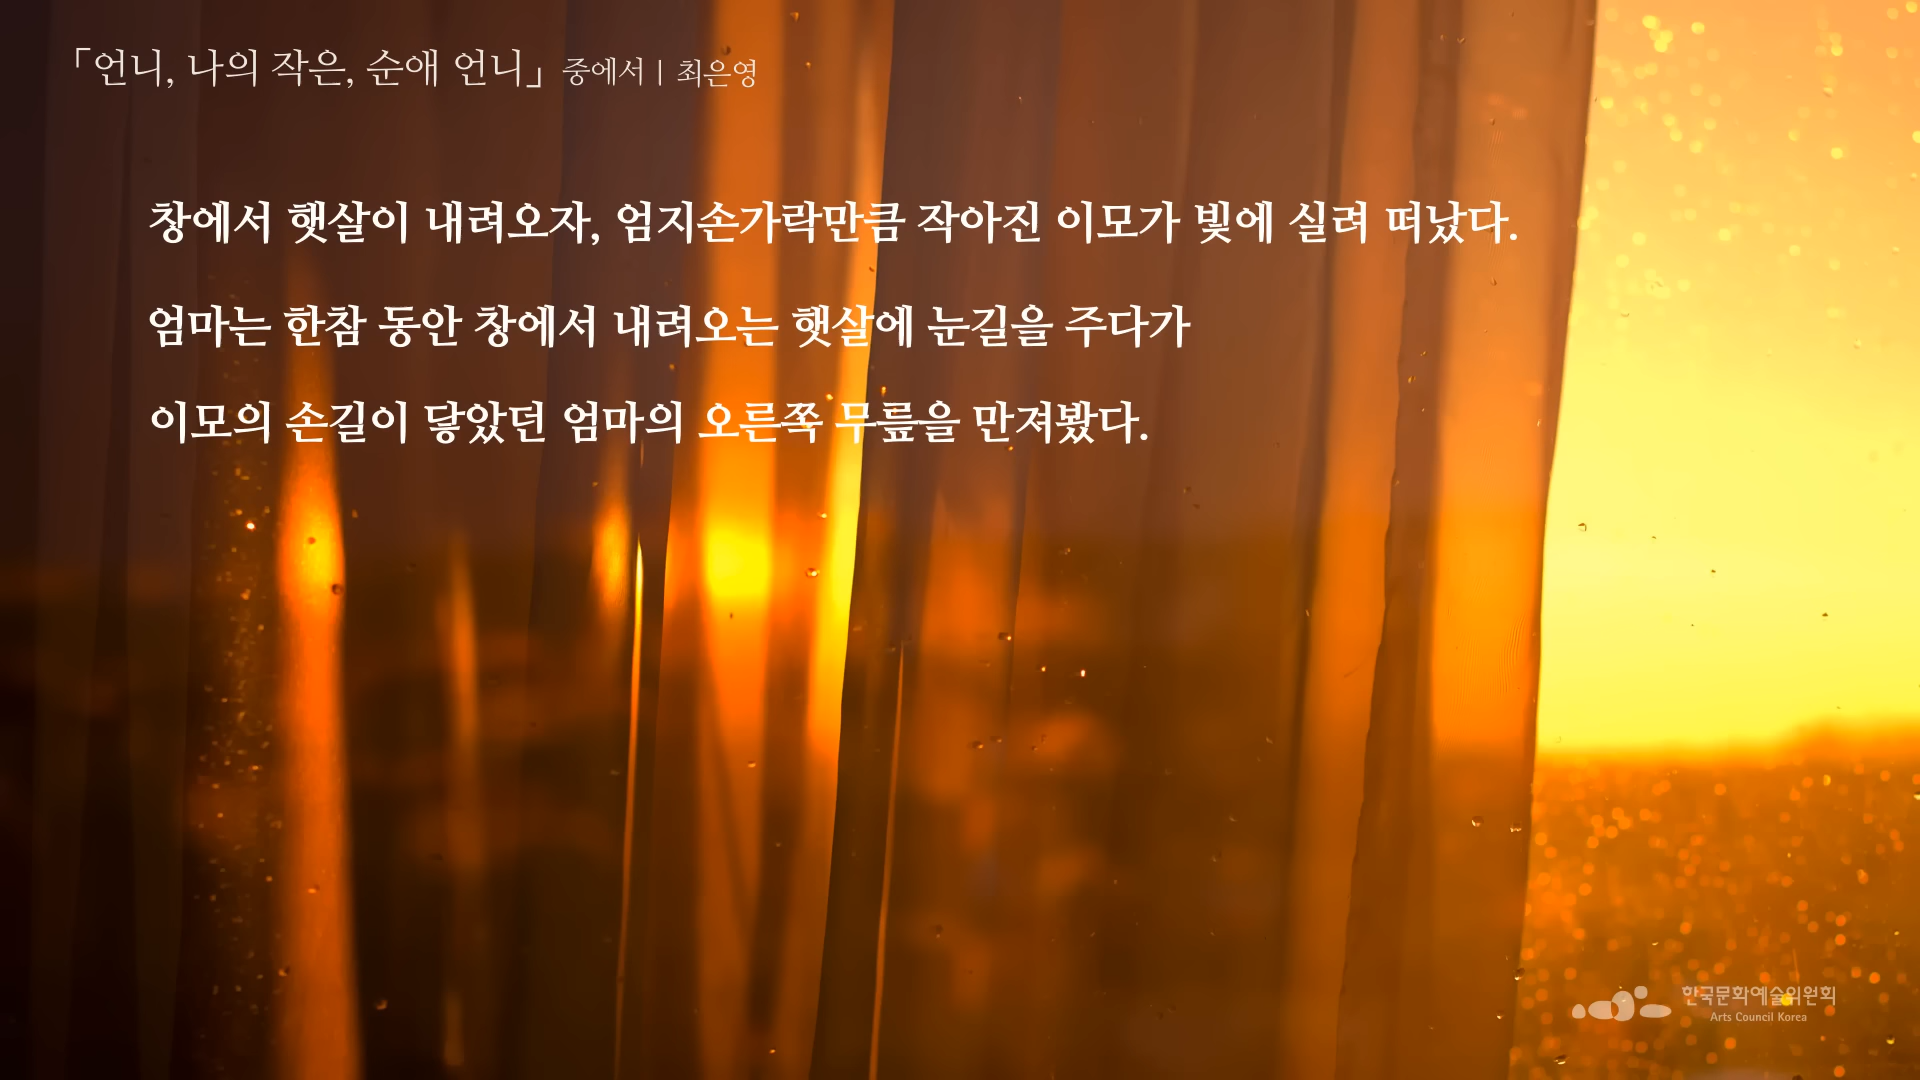 「언니, 나의 작은, 순애 언니」 중에서 | 최은영
창에서 햇살이 내려오자, 엄지손가락만큼 작아진 이모가 빛에 실려 떠났다.
엄마는 한참 동안 창에서 내려오는 햇살에 눈길을 주다가
이모의 손길이 닿았던 엄마의 오른쪽 무릎을 만져봤다.
한국문화예술위원회
Arts Council Korea